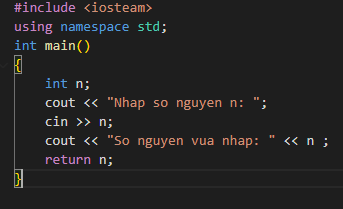 #include <iosteam>
using namespace std;
int main()
{
    int n;
    cout << "Nhap so nguyen n: ";
    cin >> n;
    cout << "So nguyen vua nhap: " << n ;
    return n;
}